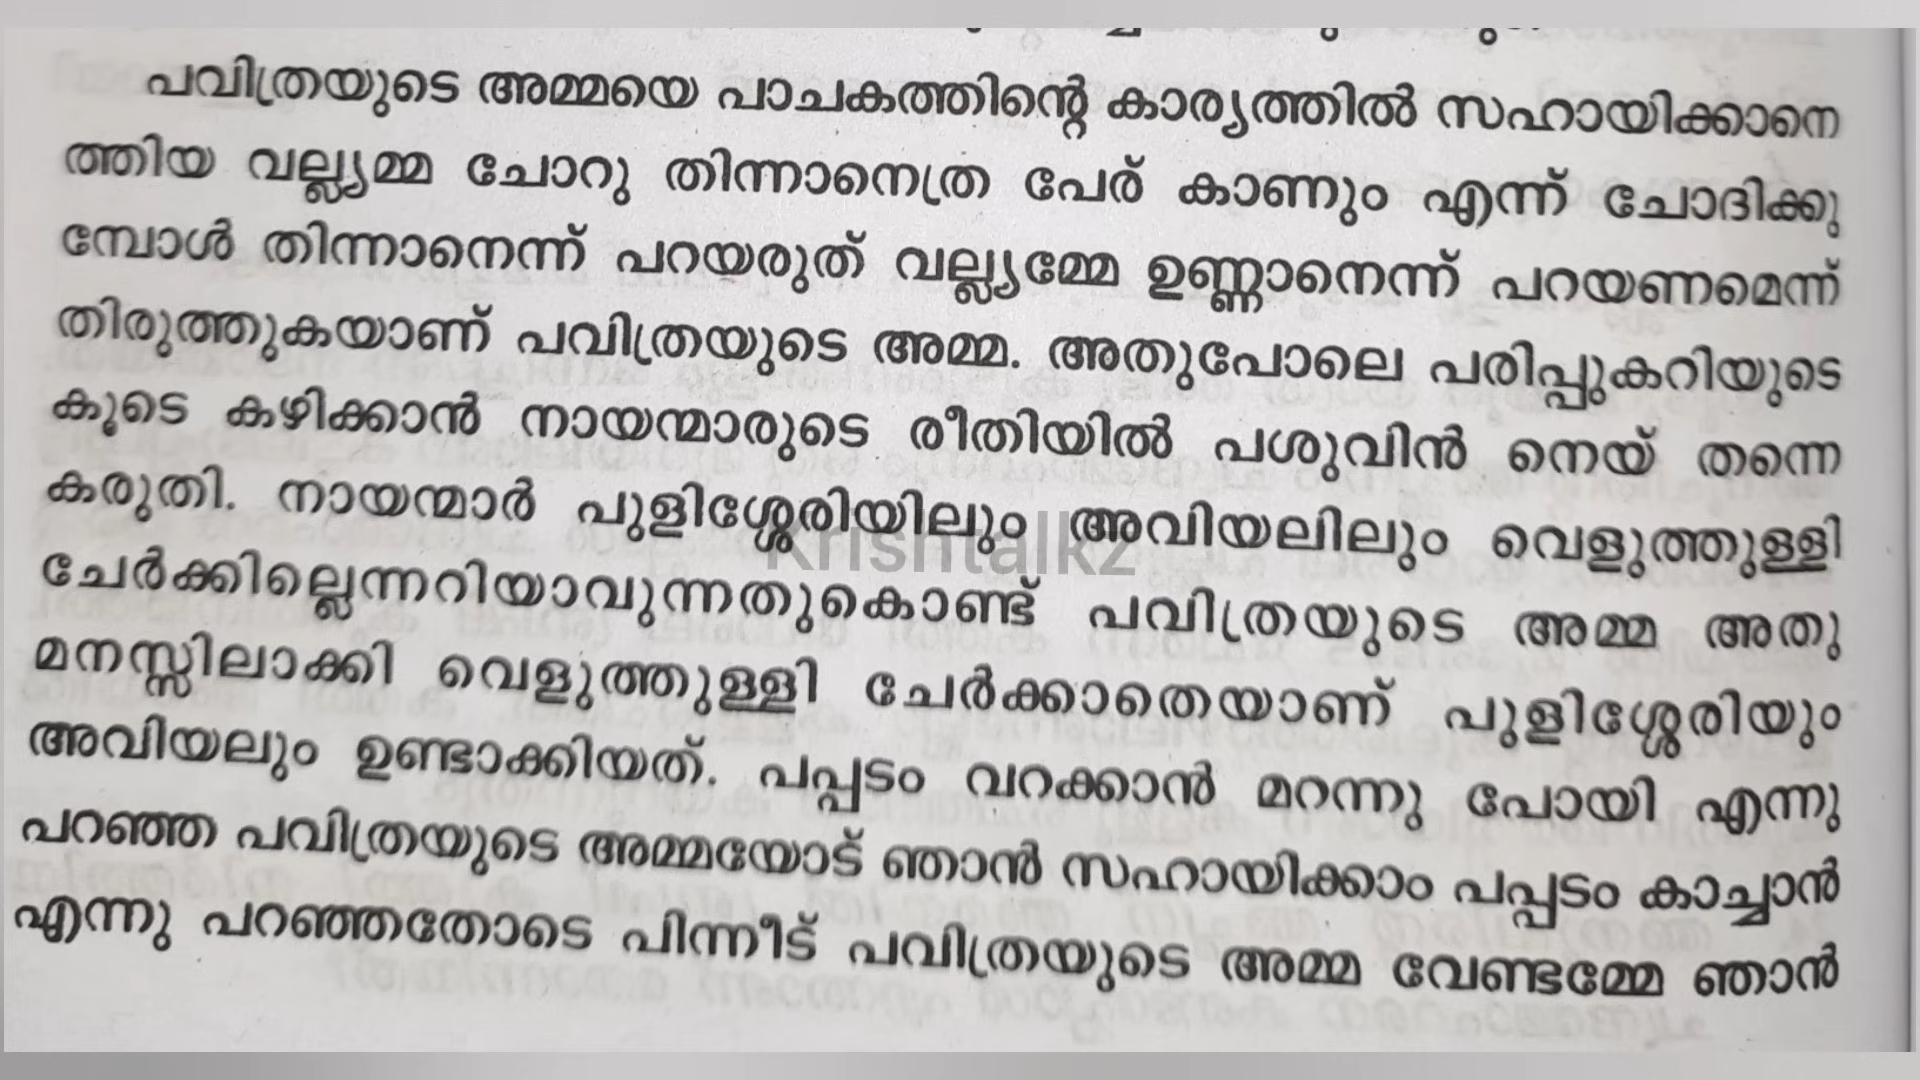 പവിത്രയുടെ അമ്മയെ പാചകത്തിന്റെ കാര്യത്തിൽ സഹായിക്കാനെ
ത്തിയ വല്ല്യമ്മ ചോറു തിന്നാനെത്ര പേര് കാണും എന്ന് ചോദിക്കു
മ്പോൾ തിന്നാനെന്ന് പറയരുത് വല്ല്യമ്മേ ഉണ്ണാനെന്ന് പറയണമെന്ന്
തിരുത്തുകയാണ് പവിത്രയുടെ അമ്മ. അതുപോലെ പരിപ്പുകറിയുടെ
കൂടെ കഴിക്കാൻ നായന്മാരുടെ രീതിയിൽ പശുവിൻ നെയ് തന്നെ
കരുതി. നായന്മാർ പുളിശ്ശേരിയിലും അവിയലിലും വെളുത്തുള്ളി
Krishtalkz
ചേർക്കില്ലെന്നറിയാവുന്നതുകൊണ്ട് പവിത്രയുടെ അമ്മ അതു
മനസ്സിലാക്കി വെളുത്തുള്ളി ചേർക്കാതെയാണ് പുളിശ്ശേരിയും
അവിയലും ഉണ്ടാക്കിയത്. പപ്പടം വറക്കാൻ മറന്നു പോയി എന്നു
പറഞ്ഞ പവിത്രയുടെ അമ്മയോട് ഞാൻ സഹായിക്കാം പപ്പടം കാച്ചാൻ
എന്നു പറഞ്ഞതോടെ പിന്നീട് പവിത്രയുടെ അമ്മ വേണ്ടമ്മേ ഞാൻ